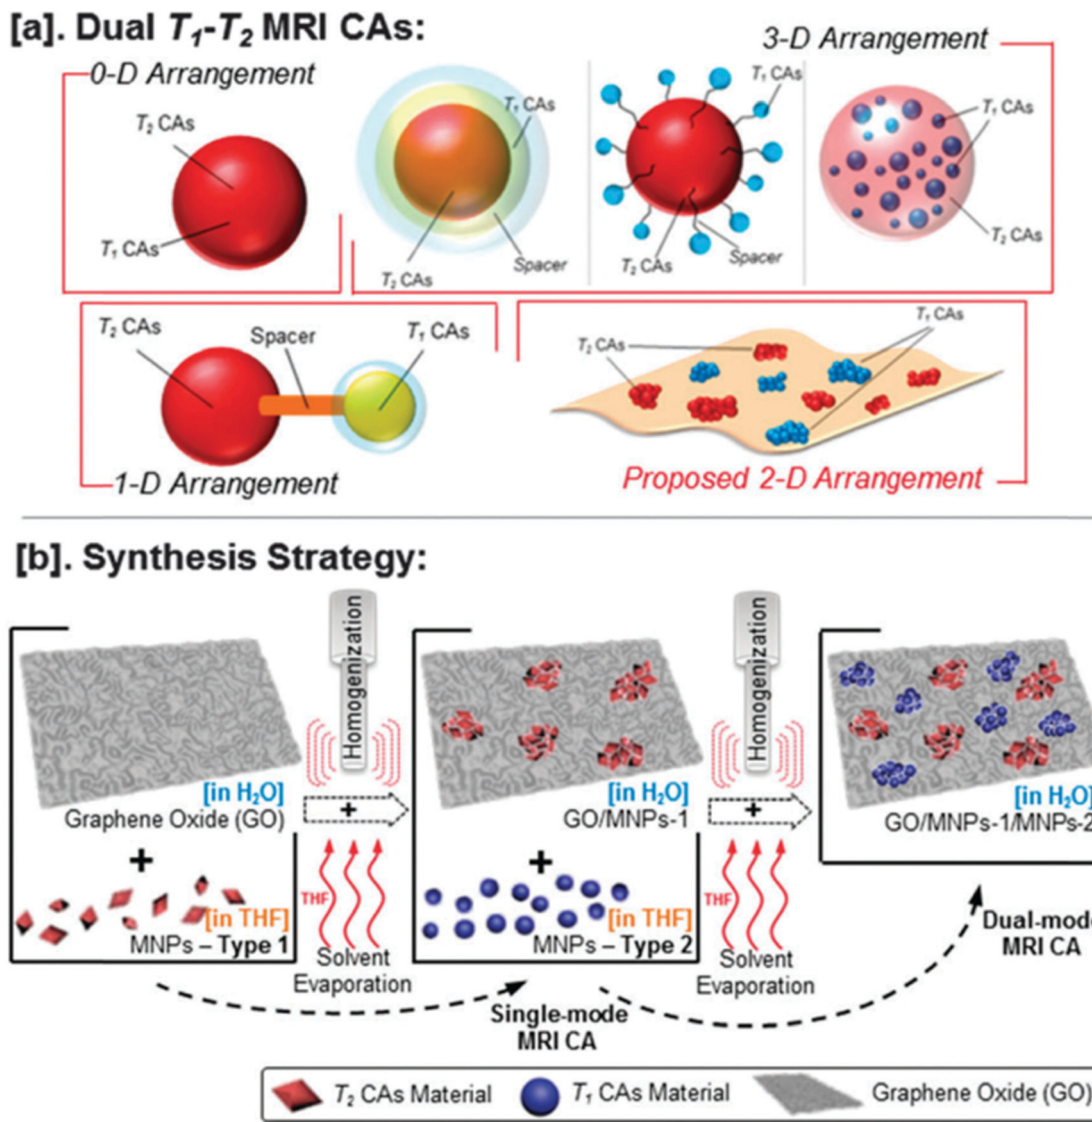 [a]. Dual T₁-T₂ MRI CAs:
0-D Arrangement
T₂ CAs
T₁ CAs
3-D Arrangement
T₁ CAs
T₂ CAs
Spacer
T₁ CAs
T₂ CAs
Spacer
T₁ CAs
T₂ CAs
T₂ CAs
Spacer
T₁ CAs
1-D Arrangement
T₂ CAs
T₁ CAs
Proposed 2-D Arrangement
[b]. Synthesis Strategy:
[in H₂O]
Graphene Oxide (GO)
+
[in THF]
MNPs – Type 1
Homogenization
+
THF
Solvent
Evaporation
[in H₂O]
GO/MNPs-1
+
[in THF]
MNPs – Type 2
Homogenization
+
THF
Solvent
Evaporation
[in H₂O]
GO/MNPs-1/MNPs-2
Single-mode
MRI CA
Dual-mode
MRI CA
T₂ CAs Material
T₁ CAs Material
Graphene Oxide (GO)